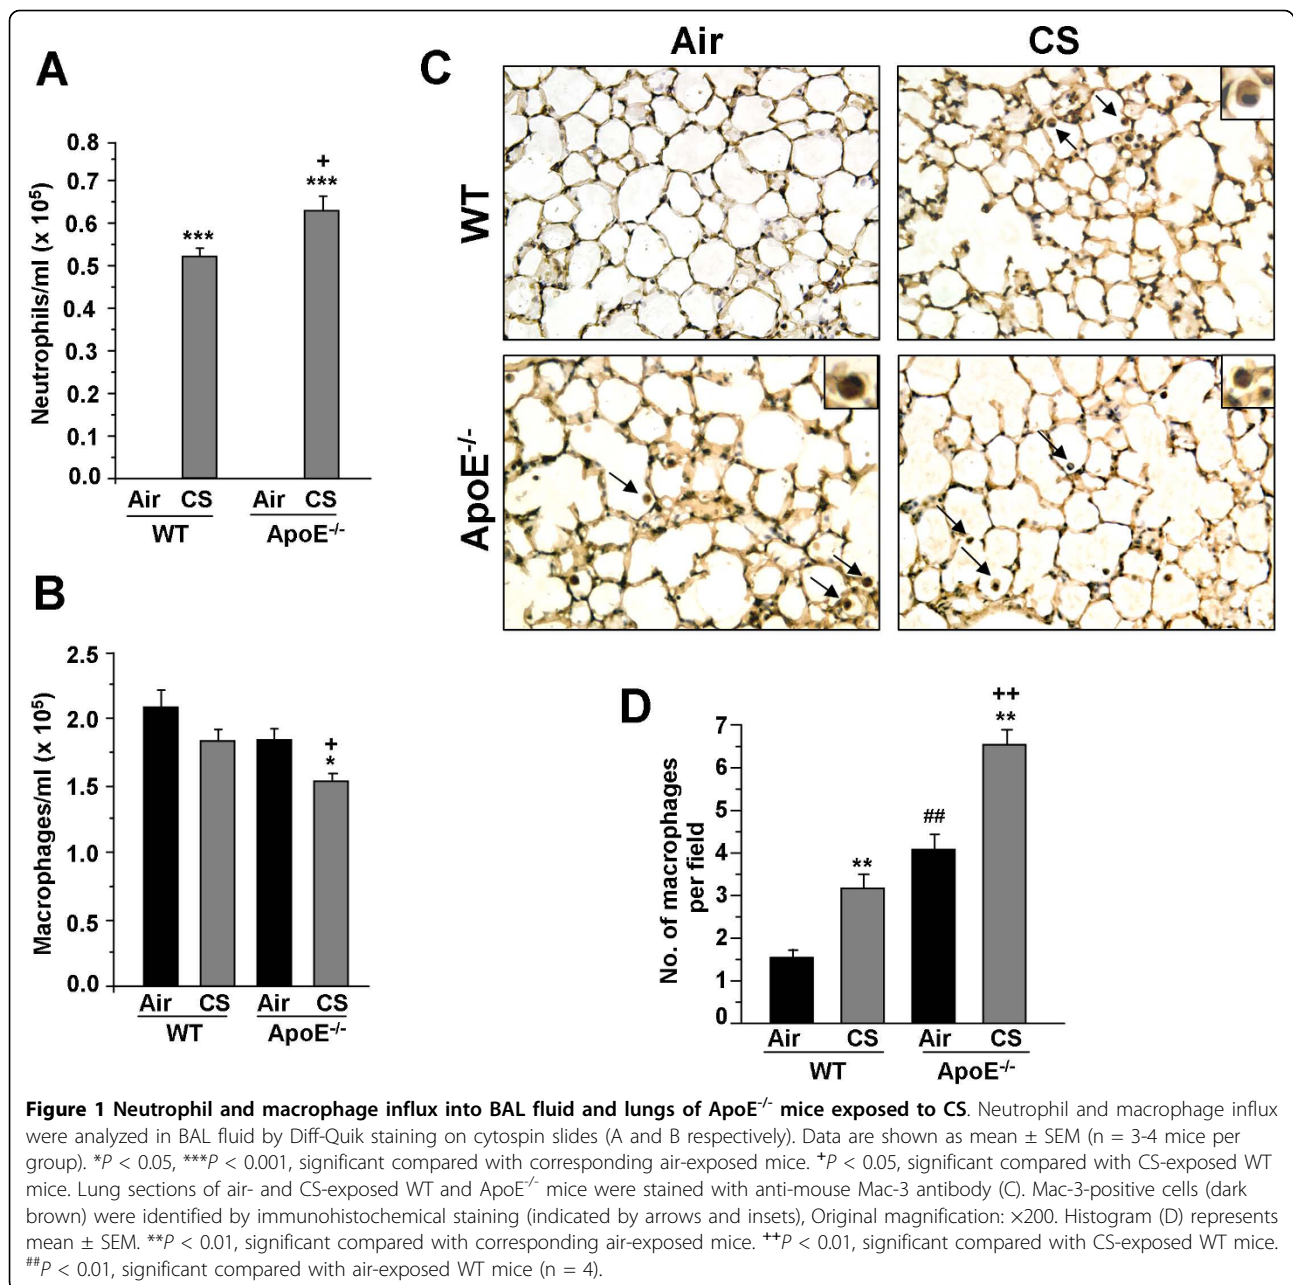 A
Neutrophils/ml (x 10⁵)
0.8
0.7
0.6
0.5
0.4
0.3
0.2
0.1
0.0
***
+
***
Air CS Air CS
WT ApoE⁻/⁻
B
Macrophages/ml (x 10⁵)
2.5
2.0
1.5
1.0
0.5
0.0
+
*
Air CS Air CS
WT ApoE⁻/⁻
C
Air CS
WT
ApoE⁻/⁻
D
No. of macrophages
per field
7
6
5
4
3
2
1
0
**
##
++
**
Air CS Air CS
WT ApoE⁻/⁻
Figure 1 Neutrophil and macrophage influx into BAL fluid and lungs of ApoE⁻/⁻ mice exposed to CS. Neutrophil and macrophage influx
were analyzed in BAL fluid by Diff-Quik staining on cytospin slides (A and B respectively). Data are shown as mean ± SEM (n = 3-4 mice per
group). *P < 0.05, ***P < 0.001, significant compared with corresponding air-exposed mice. ⁺P < 0.05, significant compared with CS-exposed WT
mice. Lung sections of air- and CS-exposed WT and ApoE⁻/⁻ mice were stained with anti-mouse Mac-3 antibody (C). Mac-3-positive cells (dark
brown) were identified by immunohistochemical staining (indicated by arrows and insets), Original magnification: ×200. Histogram (D) represents
mean ± SEM. **P < 0.01, significant compared with corresponding air-exposed mice. ⁺⁺P < 0.01, significant compared with CS-exposed WT mice.
##P < 0.01, significant compared with air-exposed WT mice (n = 4).